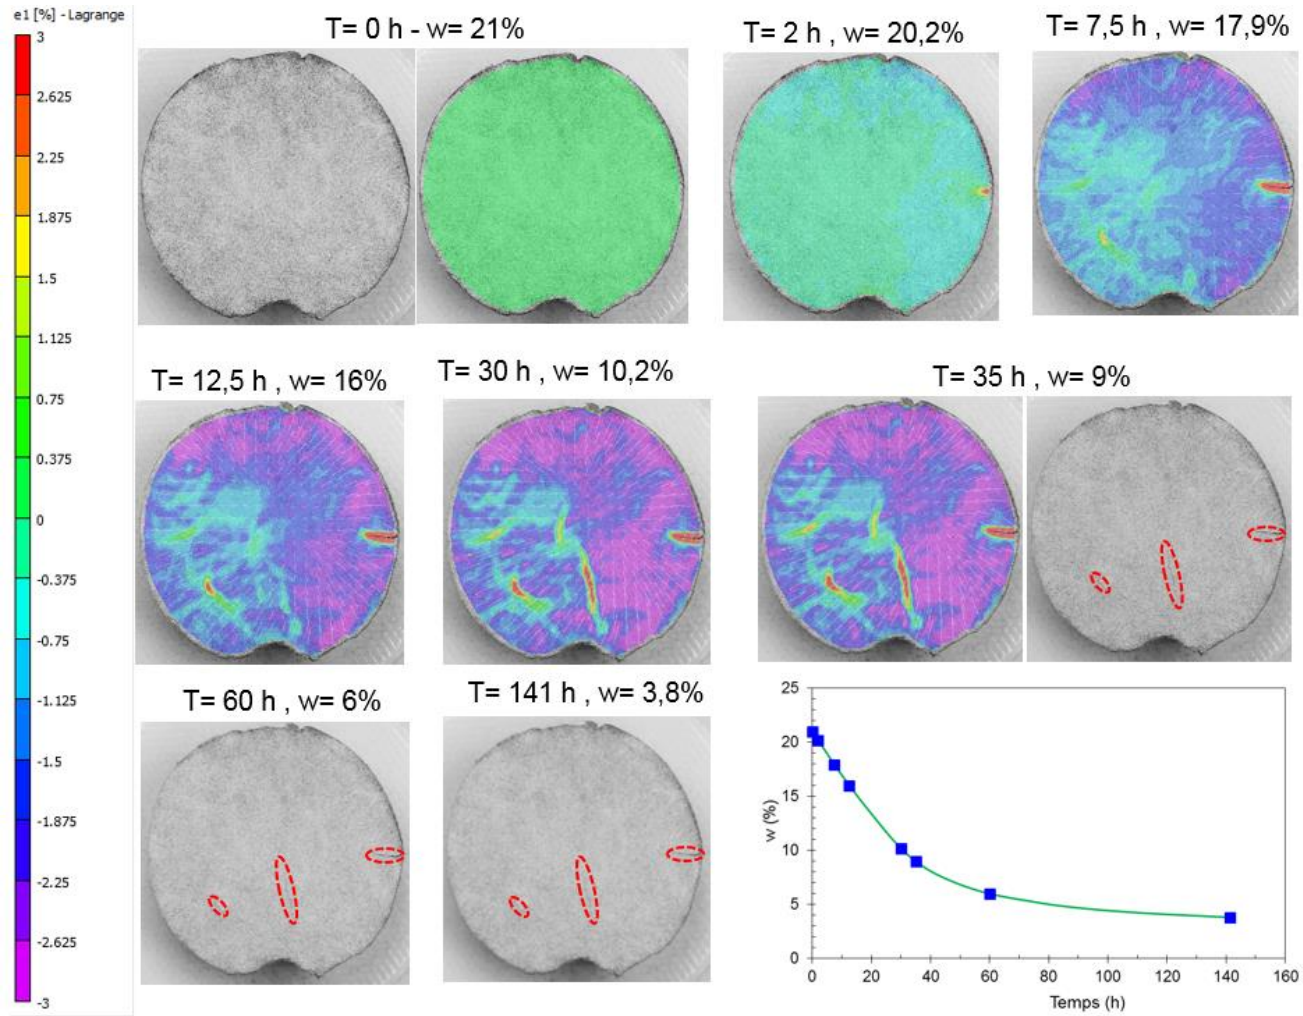 e1 [%] - Lagrange
3
2.625
2.25
1.875
1.5
1.125
0.75
0.375
0
-0.375
-0.75
-1.125
-1.5
-1.875
-2.25
-2.625
-3
T= 0 h - w= 21%
T= 2 h , w= 20,2%
T= 7,5 h , w= 17,9%
T= 12,5 h , w= 16%
T= 30 h , w= 10,2%
T= 35 h , w= 9%
T= 60 h , w= 6%
T= 141 h , w= 3,8%
25
20
15
10
5
0
w (%)
0 20 40 60 80 100 120 140 160
Temps (h)